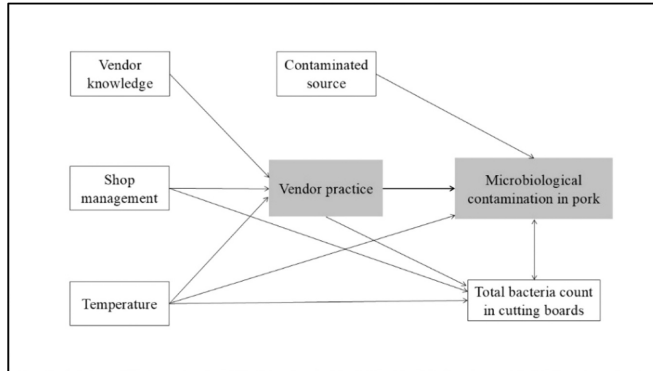 Vendor
knowledge
Contaminated
source
Shop
management
Vendor practice
Microbiological
contamination in pork
Temperature
Total bacteria count
in cutting boards